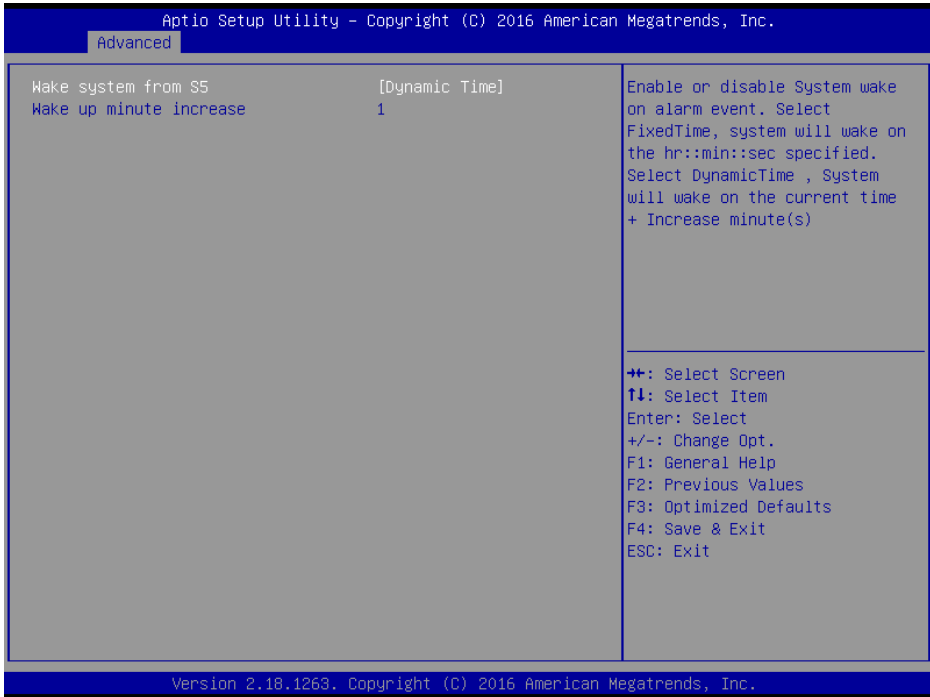 Aptio Setup Utility – Copyright (C) 2016 American Megatrends, Inc.
Advanced
Wake system from S5 [Dynamic Time]
Wake up minute increase 1
Enable or disable System wake
on alarm event. Select
FixedTime, system will wake on
the hr::min::sec specified.
Select DynamicTime , System
will wake on the current time
+ Increase minute(s)
→←: Select Screen
↑↓: Select Item
Enter: Select
+/-: Change Opt.
F1: General Help
F2: Previous Values
F3: Optimized Defaults
F4: Save & Exit
ESC: Exit
Version 2.18.1263. Copyright (C) 2016 American Megatrends, Inc.